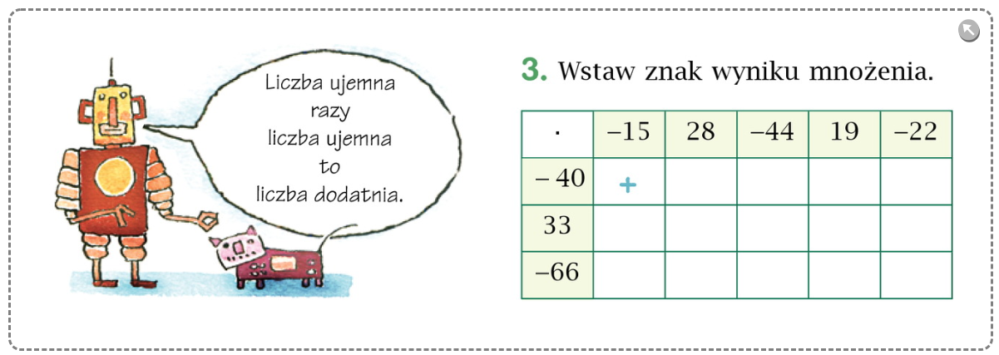 Liczba ujemna
razy
liczba ujemna
to
liczba dodatnia.
3. Wstaw znak wyniku mnożenia.
· –15 28 –44 19 –22
– 40 +
33
–66